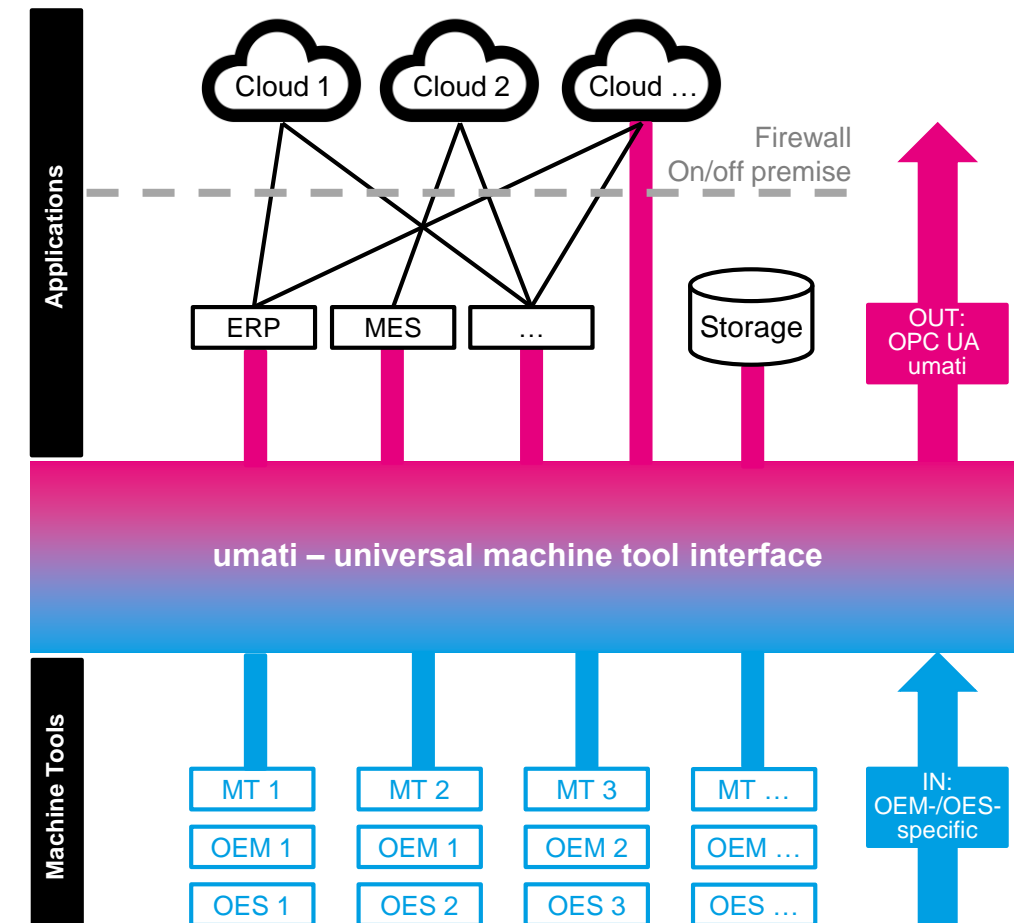 Applications
Cloud 1
Cloud 2
Cloud …
Firewall
On/off premise
ERP
MES
…
Storage
OUT:
OPC UA
umati
umati – universal machine tool interface
Machine Tools
MT 1
MT 2
MT 3
MT …
IN:
OEM-/OES-
specific
OEM 1
OEM 1
OEM 2
OEM …
OES 1
OES 2
OES 3
OES …